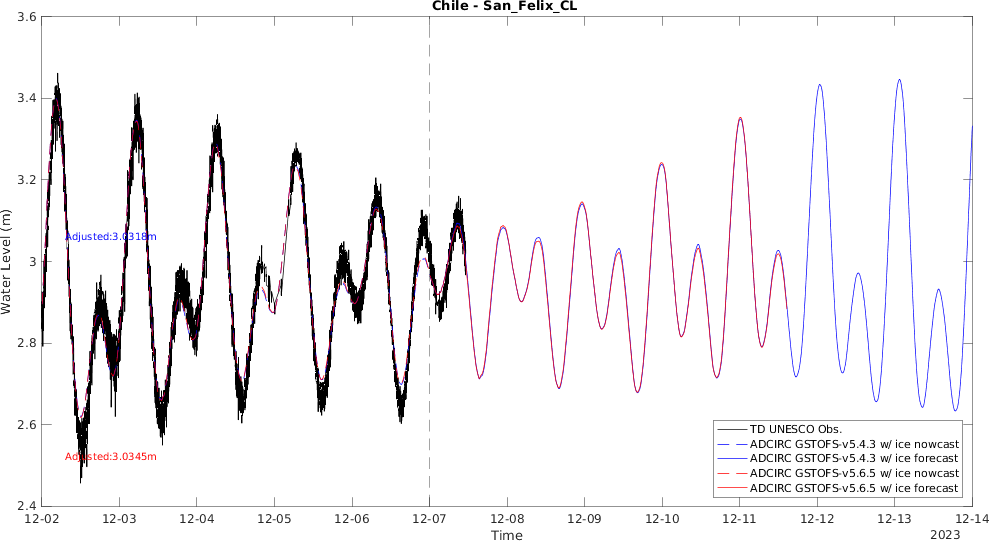 Chile - San_Felix_CL
3.6
3.4
3.2
3
2.8
2.6
2.4
Water Level (m)
Adjusted:3.0318m
Adjusted:3.0345m
TD UNESCO Obs.
ADCIRC GSTOFS-v5.4.3 w/ ice nowcast
ADCIRC GSTOFS-v5.4.3 w/ ice forecast
ADCIRC GSTOFS-v5.6.5 w/ ice nowcast
ADCIRC GSTOFS-v5.6.5 w/ ice forecast
12-02 12-03 12-04 12-05 12-06 12-07 12-08 12-09 12-10 12-11 12-12 12-13 12-14
Time
2023